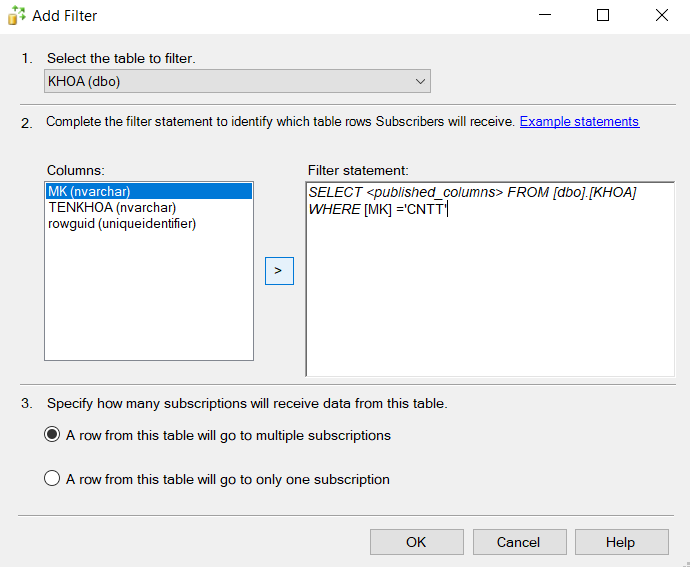 Add Filter
1. Select the table to filter.
KHOA (dbo)
2. Complete the filter statement to identify which table rows Subscribers will receive. Example statements
Columns:
MK (nvarchar)
TENKHOA (nvarchar)
rowguid (uniqueidentifier)
>
Filter statement:
SELECT <published_columns> FROM [dbo].[KHOA]
WHERE [MK] ='CNTT'
3. Specify how many subscriptions will receive data from this table.
A row from this table will go to multiple subscriptions
A row from this table will go to only one subscription
OK Cancel Help